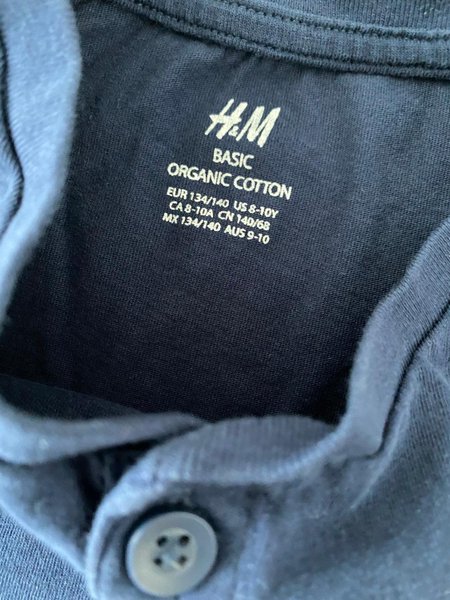 H&M
BASIC
ORGANIC COTTON
EUR 134/140 US 8-10Y
CA 8-10A CN 140/68
MX 134/140 AUS 9-10